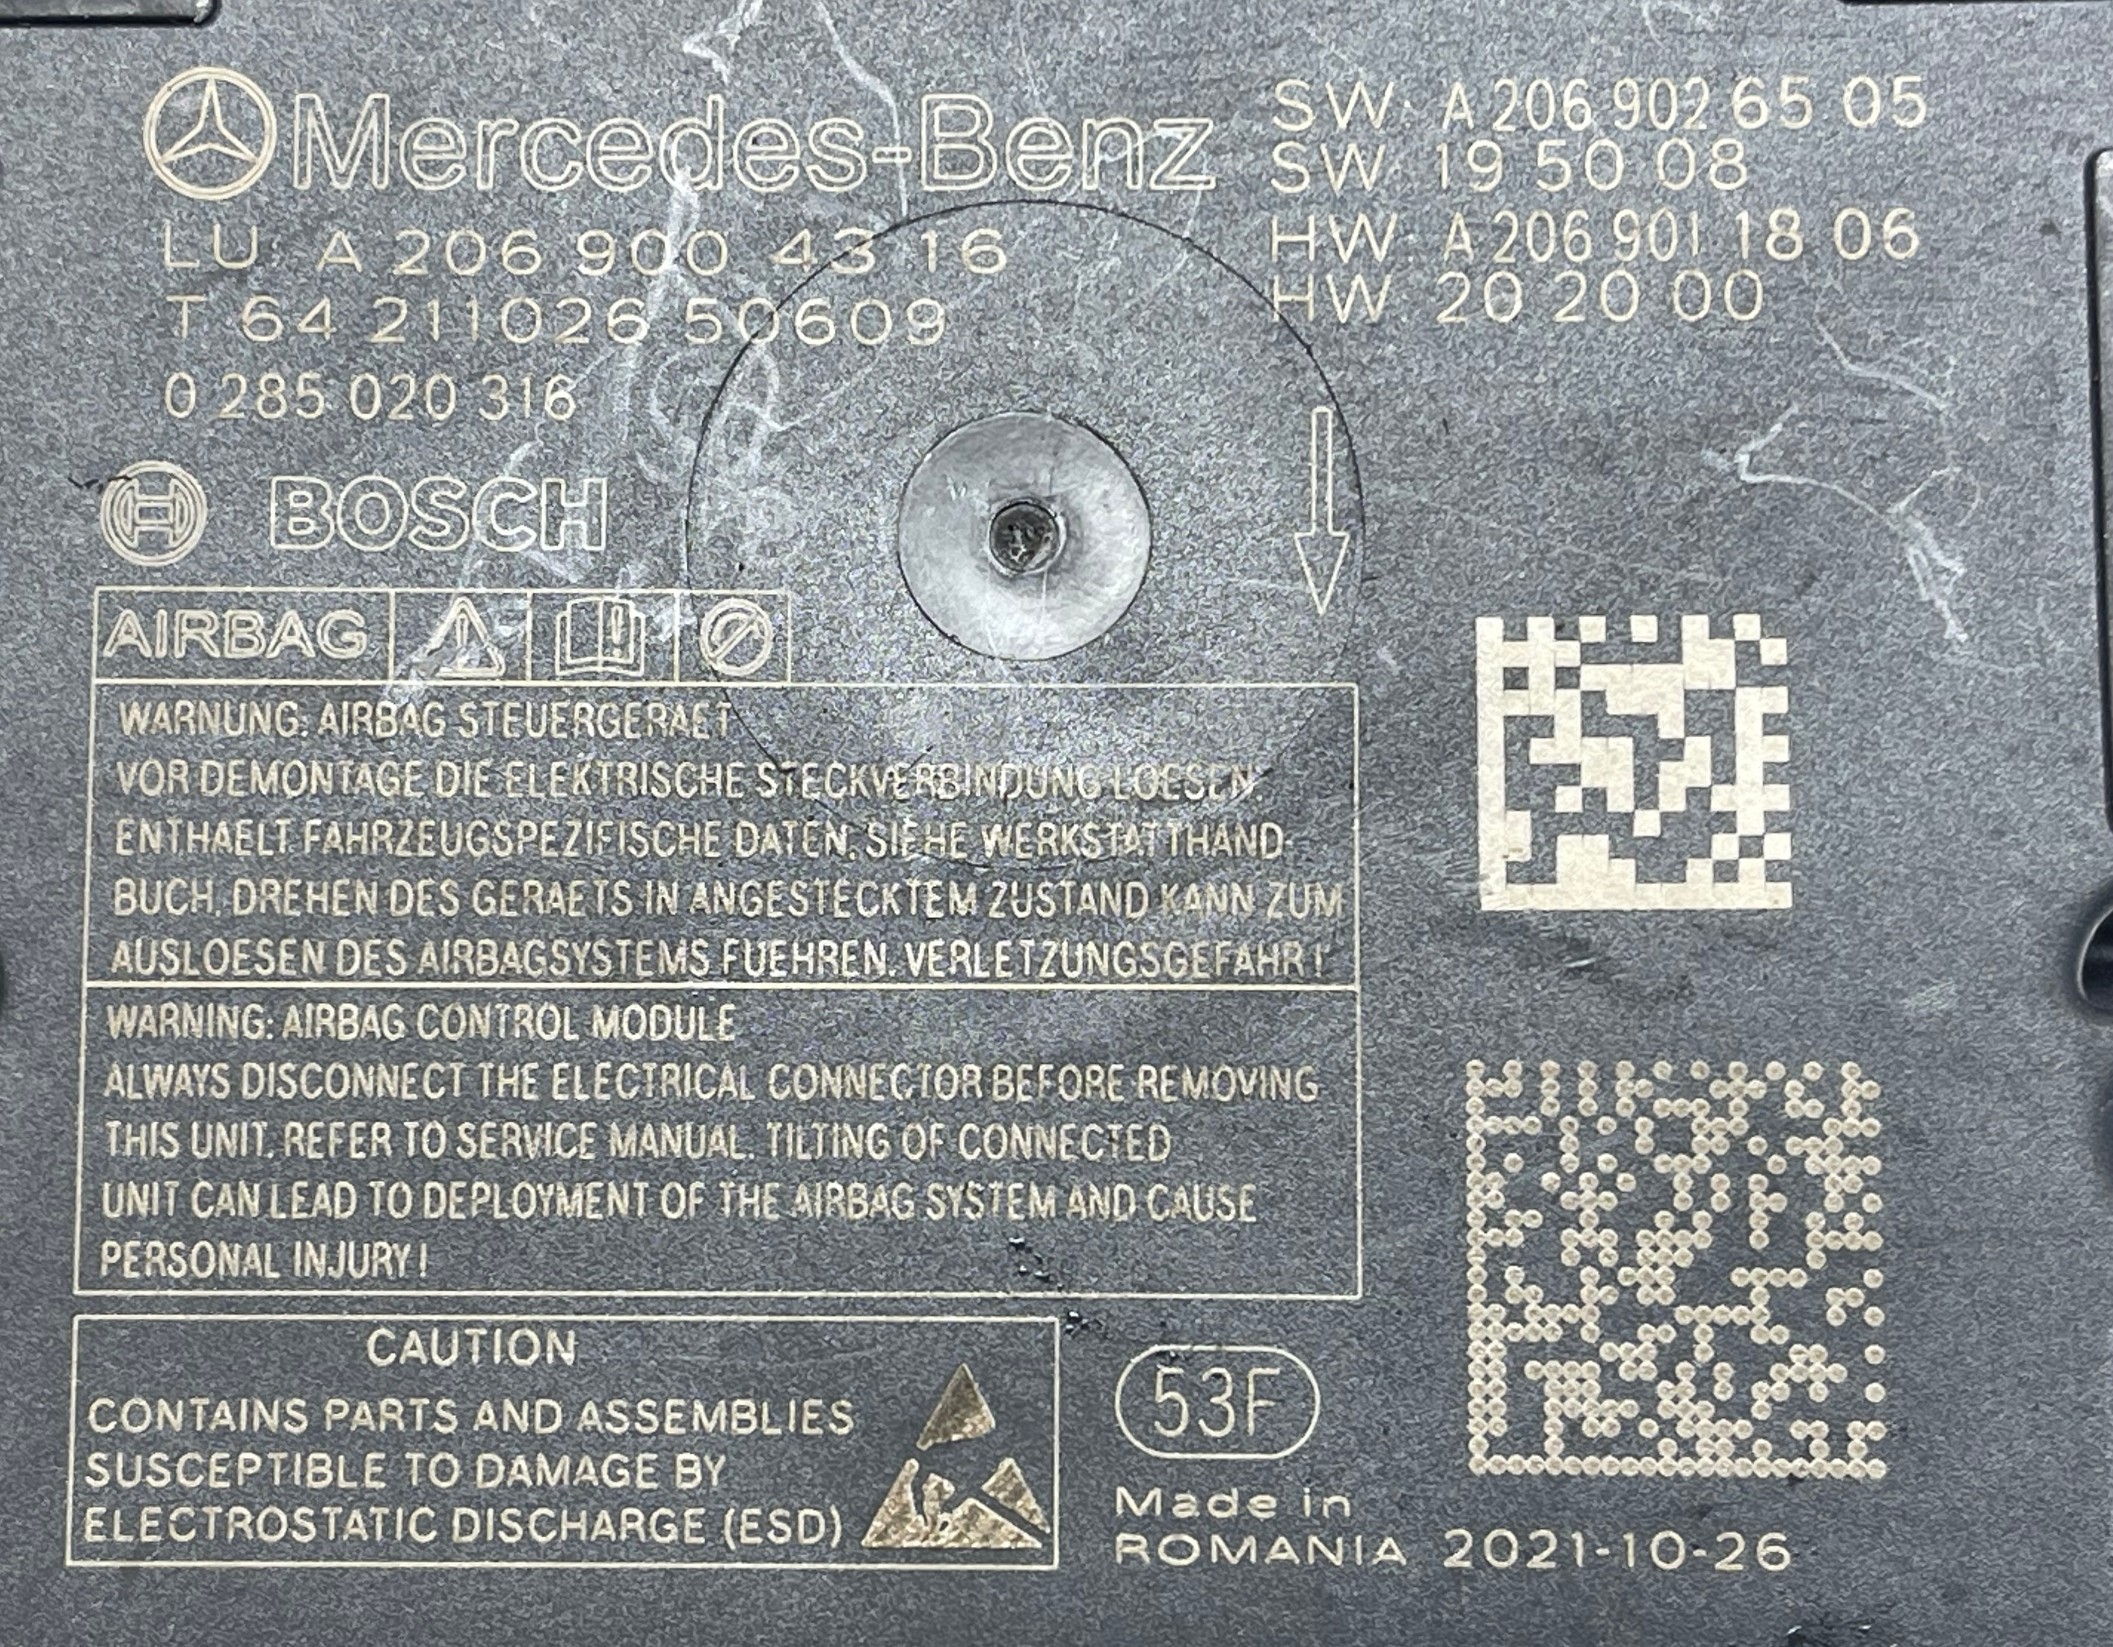 Mercedes-Benz
LU A 206 900 43 16
T 64 211026 50609
0 285 020 316
SW: A 206 902 65 05
SW: 19 50 08
HW: A 206 901 18 06
HW: 20 20 00
BOSCH
AIRBAG
WARNUNG: AIRBAG STEUERGERAET
VOR DEMONTAGE DIE ELEKTRISCHE STECKVERBINDUNG LOESEN.
ENTHAELT FAHRZEUGSPEZIFISCHE DATEN. SIEHE WERKSTATTHAND-
BUCH. DREHEN DES GERAETS IN ANGESTECKTEM ZUSTAND KANN ZUM
AUSLOESEN DES AIRBAGSYSTEMS FUEHREN. VERLETZUNGSGEFAHR !
WARNING: AIRBAG CONTROL MODULE
ALWAYS DISCONNECT THE ELECTRICAL CONNECTOR BEFORE REMOVING
THIS UNIT. REFER TO SERVICE MANUAL. TILTING OF CONNECTED
UNIT CAN LEAD TO DEPLOYMENT OF THE AIRBAG SYSTEM AND CAUSE
PERSONAL INJURY !
CAUTION
CONTAINS PARTS AND ASSEMBLIES
SUSCEPTIBLE TO DAMAGE BY
ELECTROSTATIC DISCHARGE (ESD)
53F
Made in
ROMANIA 2021-10-26